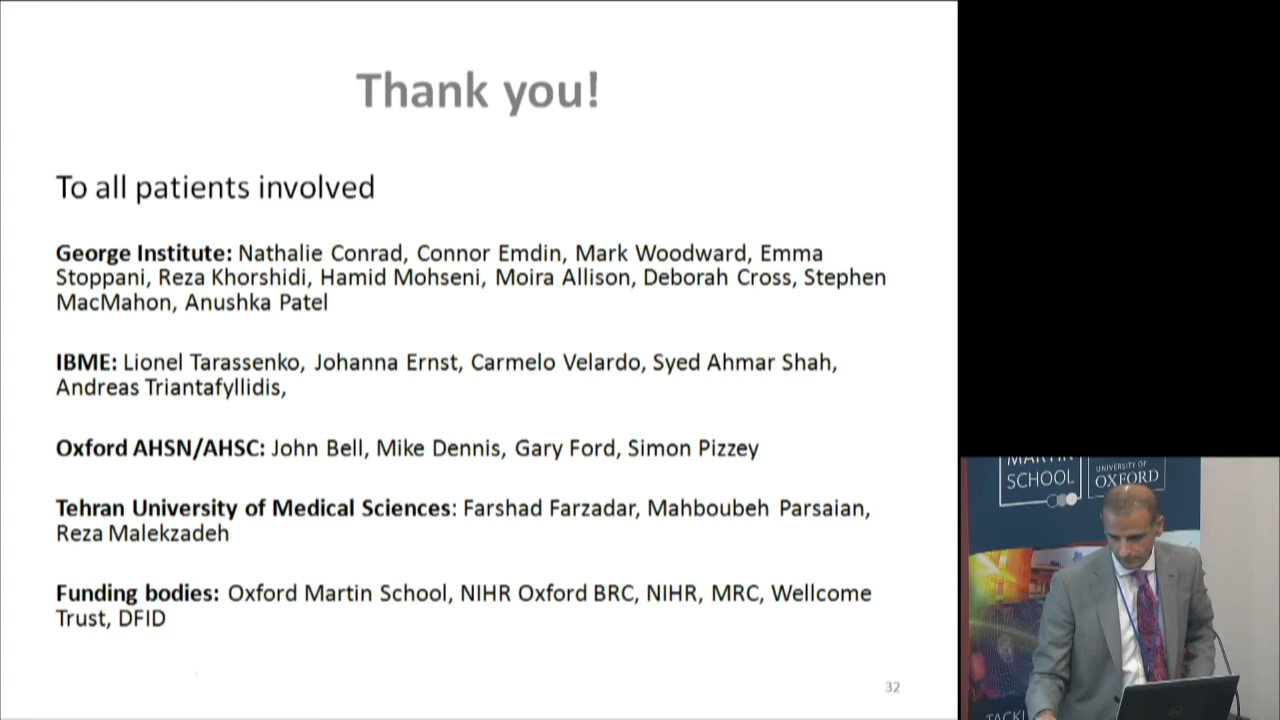 Thank you!
To all patients involved
George Institute: Nathalie Conrad, Connor Emdin, Mark Woodward, Emma
Stoppani, Reza Khorshidi, Hamid Mohseni, Moira Allison, Deborah Cross, Stephen
MacMahon, Anushka Patel
IBME: Lionel Tarassenko, Johanna Ernst, Carmelo Velardo, Syed Ahmar Shah,
Andreas Triantafyllidis,
Oxford AHSN/AHSC: John Bell, Mike Dennis, Gary Ford, Simon Pizzey
Tehran University of Medical Sciences: Farshad Farzadar, Mahboubeh Parsaian,
Reza Malekzadeh
Funding bodies: Oxford Martin School, NIHR Oxford BRC, NIHR, MRC, Wellcome
Trust, DFID
32
MARTIN
SCHOOL
UNIVERSITY OF
OXFORD